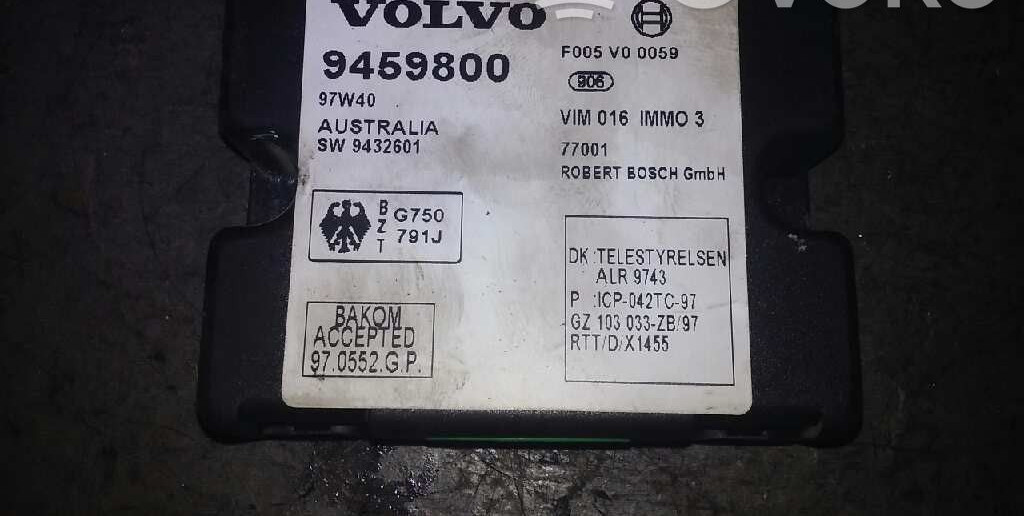 VOLVO
9459800
97W40
AUSTRALIA
SW 9432601
F005 V0 0059
906
VIM 016 IMMO 3
77001
ROBERT BOSCH GmbH
BZT G750
791J
BAKOM
ACCEPTED
97.0552.G.P.
DK :TELESTYRELSEN
ALR 9743
P :ICP-042TC-97
GZ 103 033-ZB/97
RTT/D/X1455